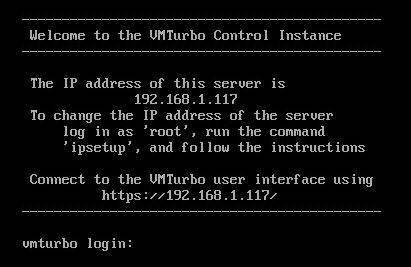 Welcome to the VMTurbo Control Instance
The IP address of this server is
192.168.1.117
To change the IP address of the server
log in as 'root', run the command
'ipsetup', and follow the instructions
Connect to the VMTurbo user interface using
https://192.168.1.117/
vmturbo login: